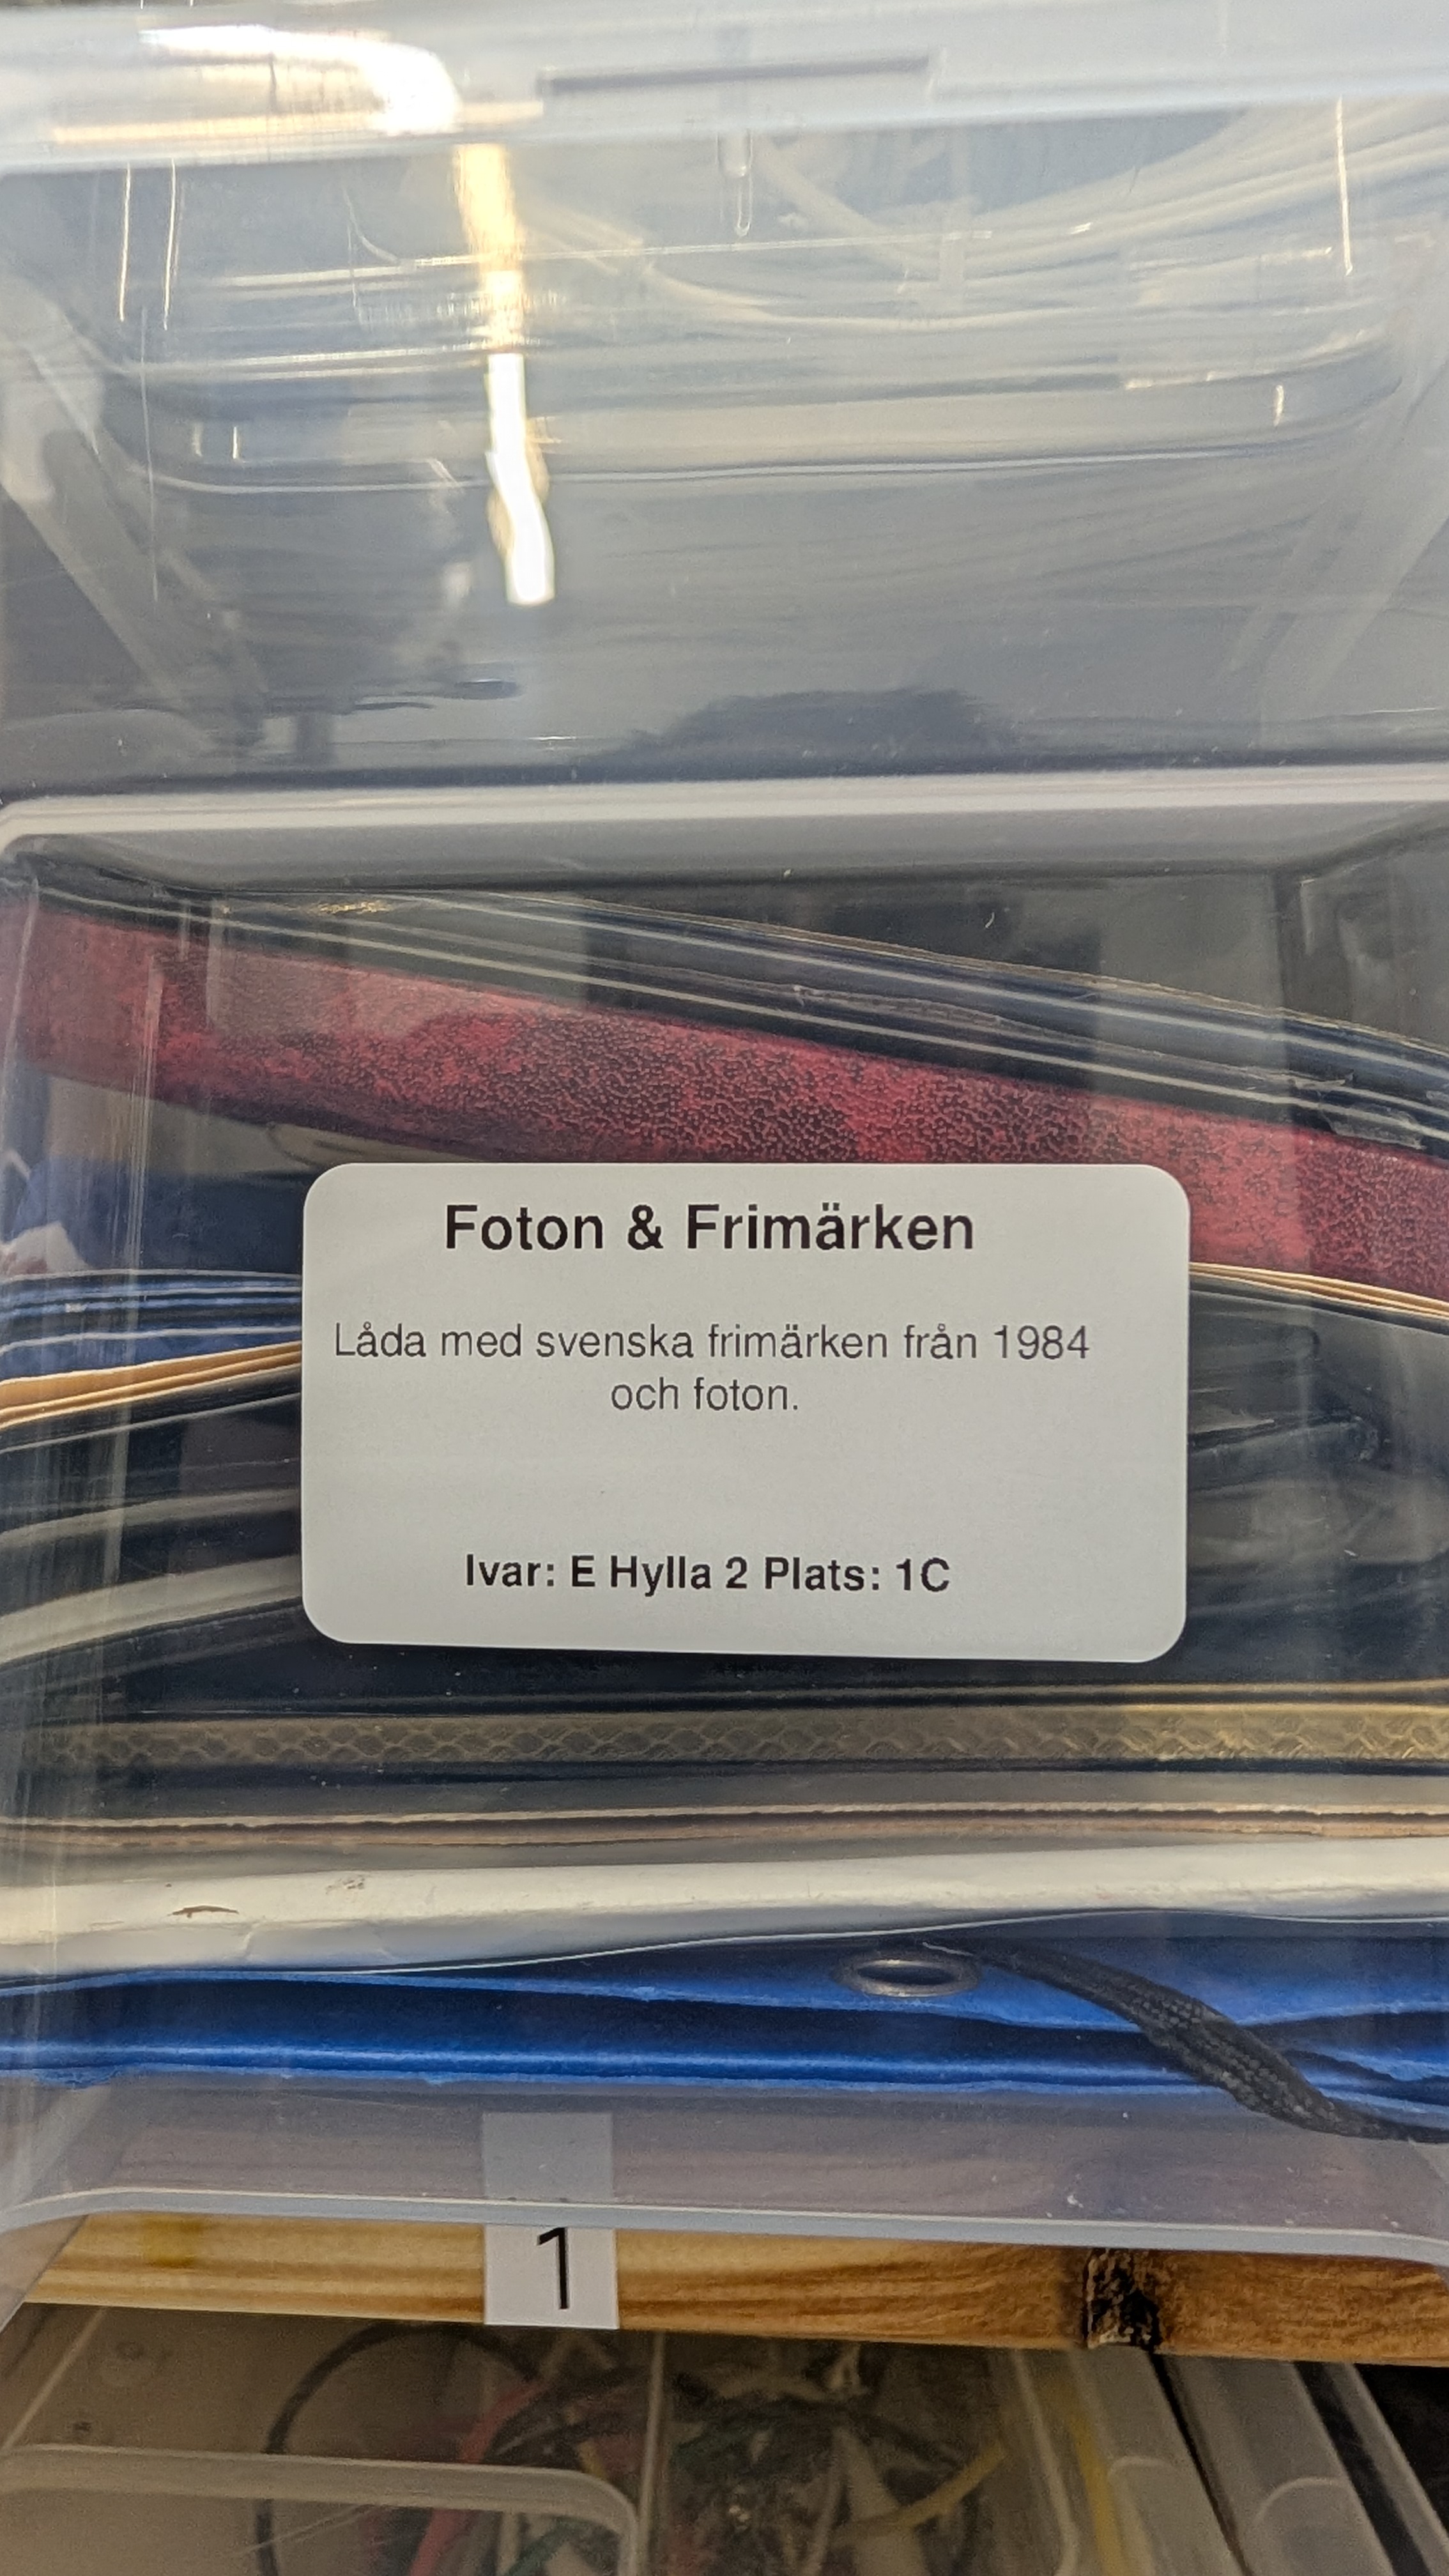 Foton & Frimärken
Låda med svenska frimärken från 1984
och foton.
Ivar: E Hylla 2 Plats: 1C
1